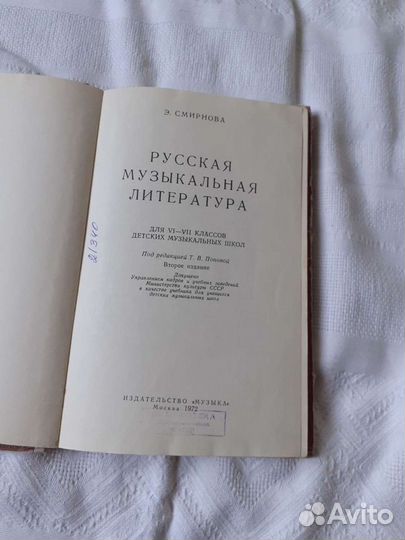 Э. СМИРНОВА
РУССКАЯ
МУЗЫКАЛЬНАЯ
ЛИТЕРАТУРА
ДЛЯ VI—VII КЛАССОВ
ДЕТСКИХ МУЗЫКАЛЬНЫХ ШКОЛ
Под редакцией Т. В. Поповой
Второе издание
Допущено
Управлением кадров и учебных заведений
Министерства культуры СССР
в качестве учебника для учащихся
детских музыкальных школ
21340
ИЗДАТЕЛЬСТВО «МУЗЫКА»
Москва 1972
Avito